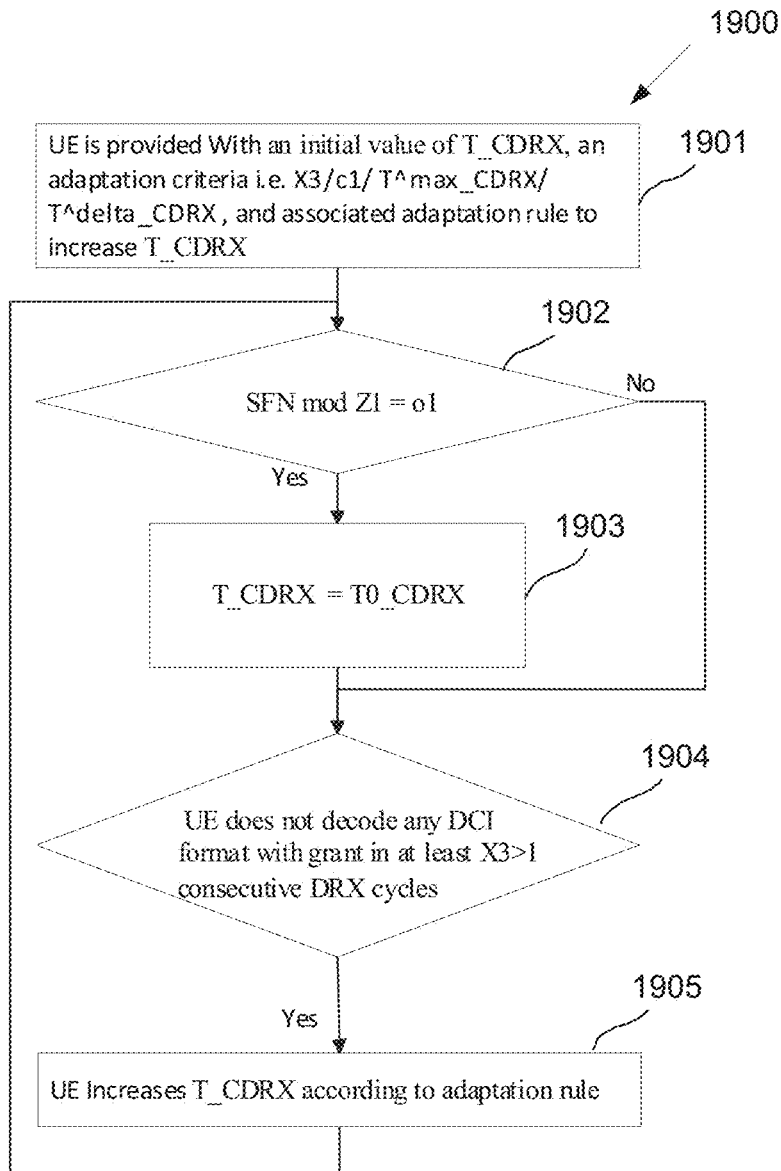 1900
UE is provided With an initial value of T_CDRX, an
adaptation criteria i.e. X3/c1/ T^max_CDRX/
T^delta_CDRX, and associated adaptation rule to
increase T_CDRX
1901
1902
SFN mod Z1 = o1
No
Yes
1903
T_CDRX = T0_CDRX
1904
UE does not decode any DCI
format with grant in at least X3>1
consecutive DRX cycles
Yes
1905
UE Increases T_CDRX according to adaptation rule